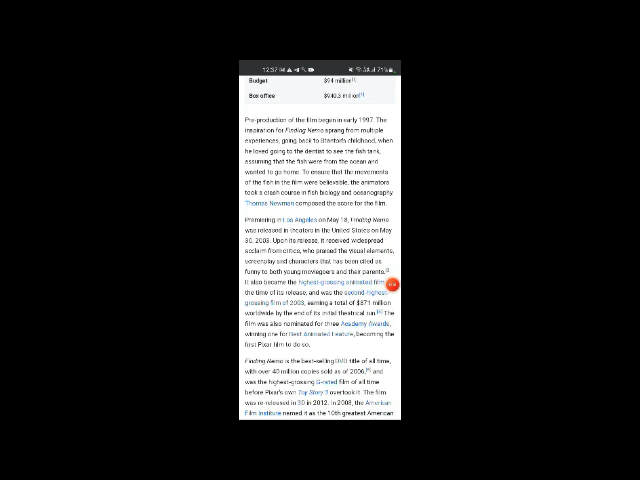 12:37
71%
Budget $94 million[1]
Box office $940.3 million[1]
Pre-production of the film began in early 1997. The
inspiration for Finding Nemo sprang from multiple
experiences, going back to Stanton's childhood, when
he loved going to the dentist to see the fish tank,
assuming that the fish were from the ocean and
wanted to go home. To ensure that the movements
of the fish in the film were believable, the animators
took a crash course in fish biology and oceanography.
Thomas Newman composed the score for the film.
Premiering in Los Angeles on May 18, Finding Nemo
was released in theaters in the United States on May
30, 2003. Upon its release, it received widespread
acclaim from critics, who praised the visual elements,
screenplay and characters that has been cited as
funny to both young moviegoers and their parents.
It also became the highest-grossing animated film
the time of its release, and was the second-highest-
grossing film of 2003, earning a total of $871 million
worldwide by the end of its initial theatrical run. The
film was also nominated for three Academy Awards,
winning one for Best Animated Feature, becoming the
first Pixar film to do so.
Finding Nemo is the best-selling DVD title of all time,
with over 40 million copies sold as of 2006, and
was the highest-grossing G-rated film of all time
before Pixar's own Toy Story 3 overtook it. The film
was re-released in 3D in 2012. In 2008, the American
Film Institute named it as the 10th greatest American